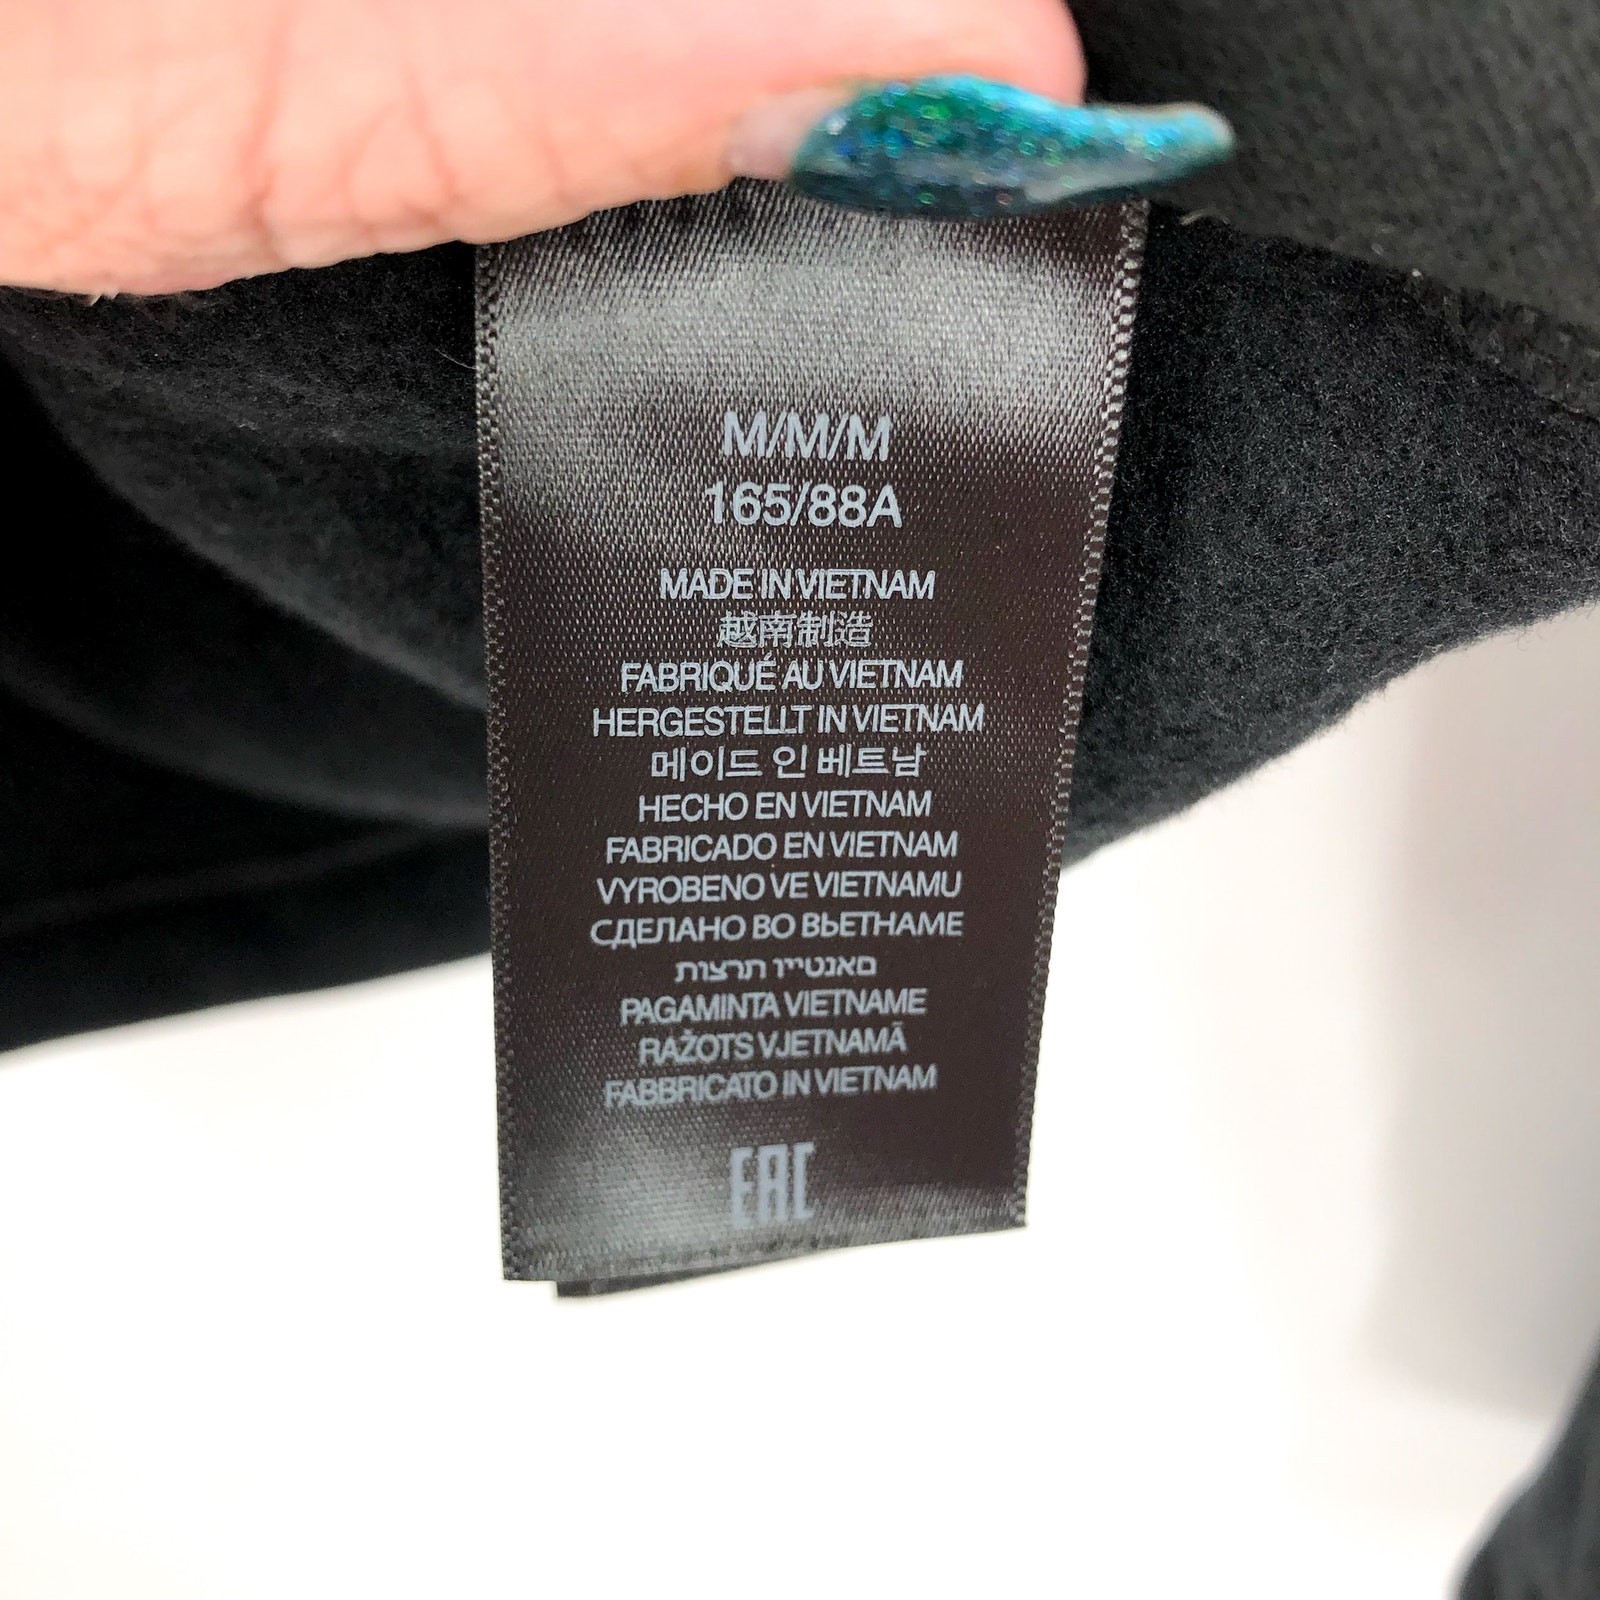 M/M/M
165/88A
MADE IN VIETNAM
越南制造
FABRIQUÉ AU VIETNAM
HERGESTELLT IN VIETNAM
메이드 인 베트남
HECHO EN VIETNAM
FABRICADO EN VIETNAM
VYROBENO VE VIETNAMU
СДЕЛАНО ВО ВЬЕТНАМЕ
םאנטייו תרצות
PAGAMINTA VIETNAME
RAŽOTS VJETNAMĀ
FABBRICATO IN VIETNAM
EAC